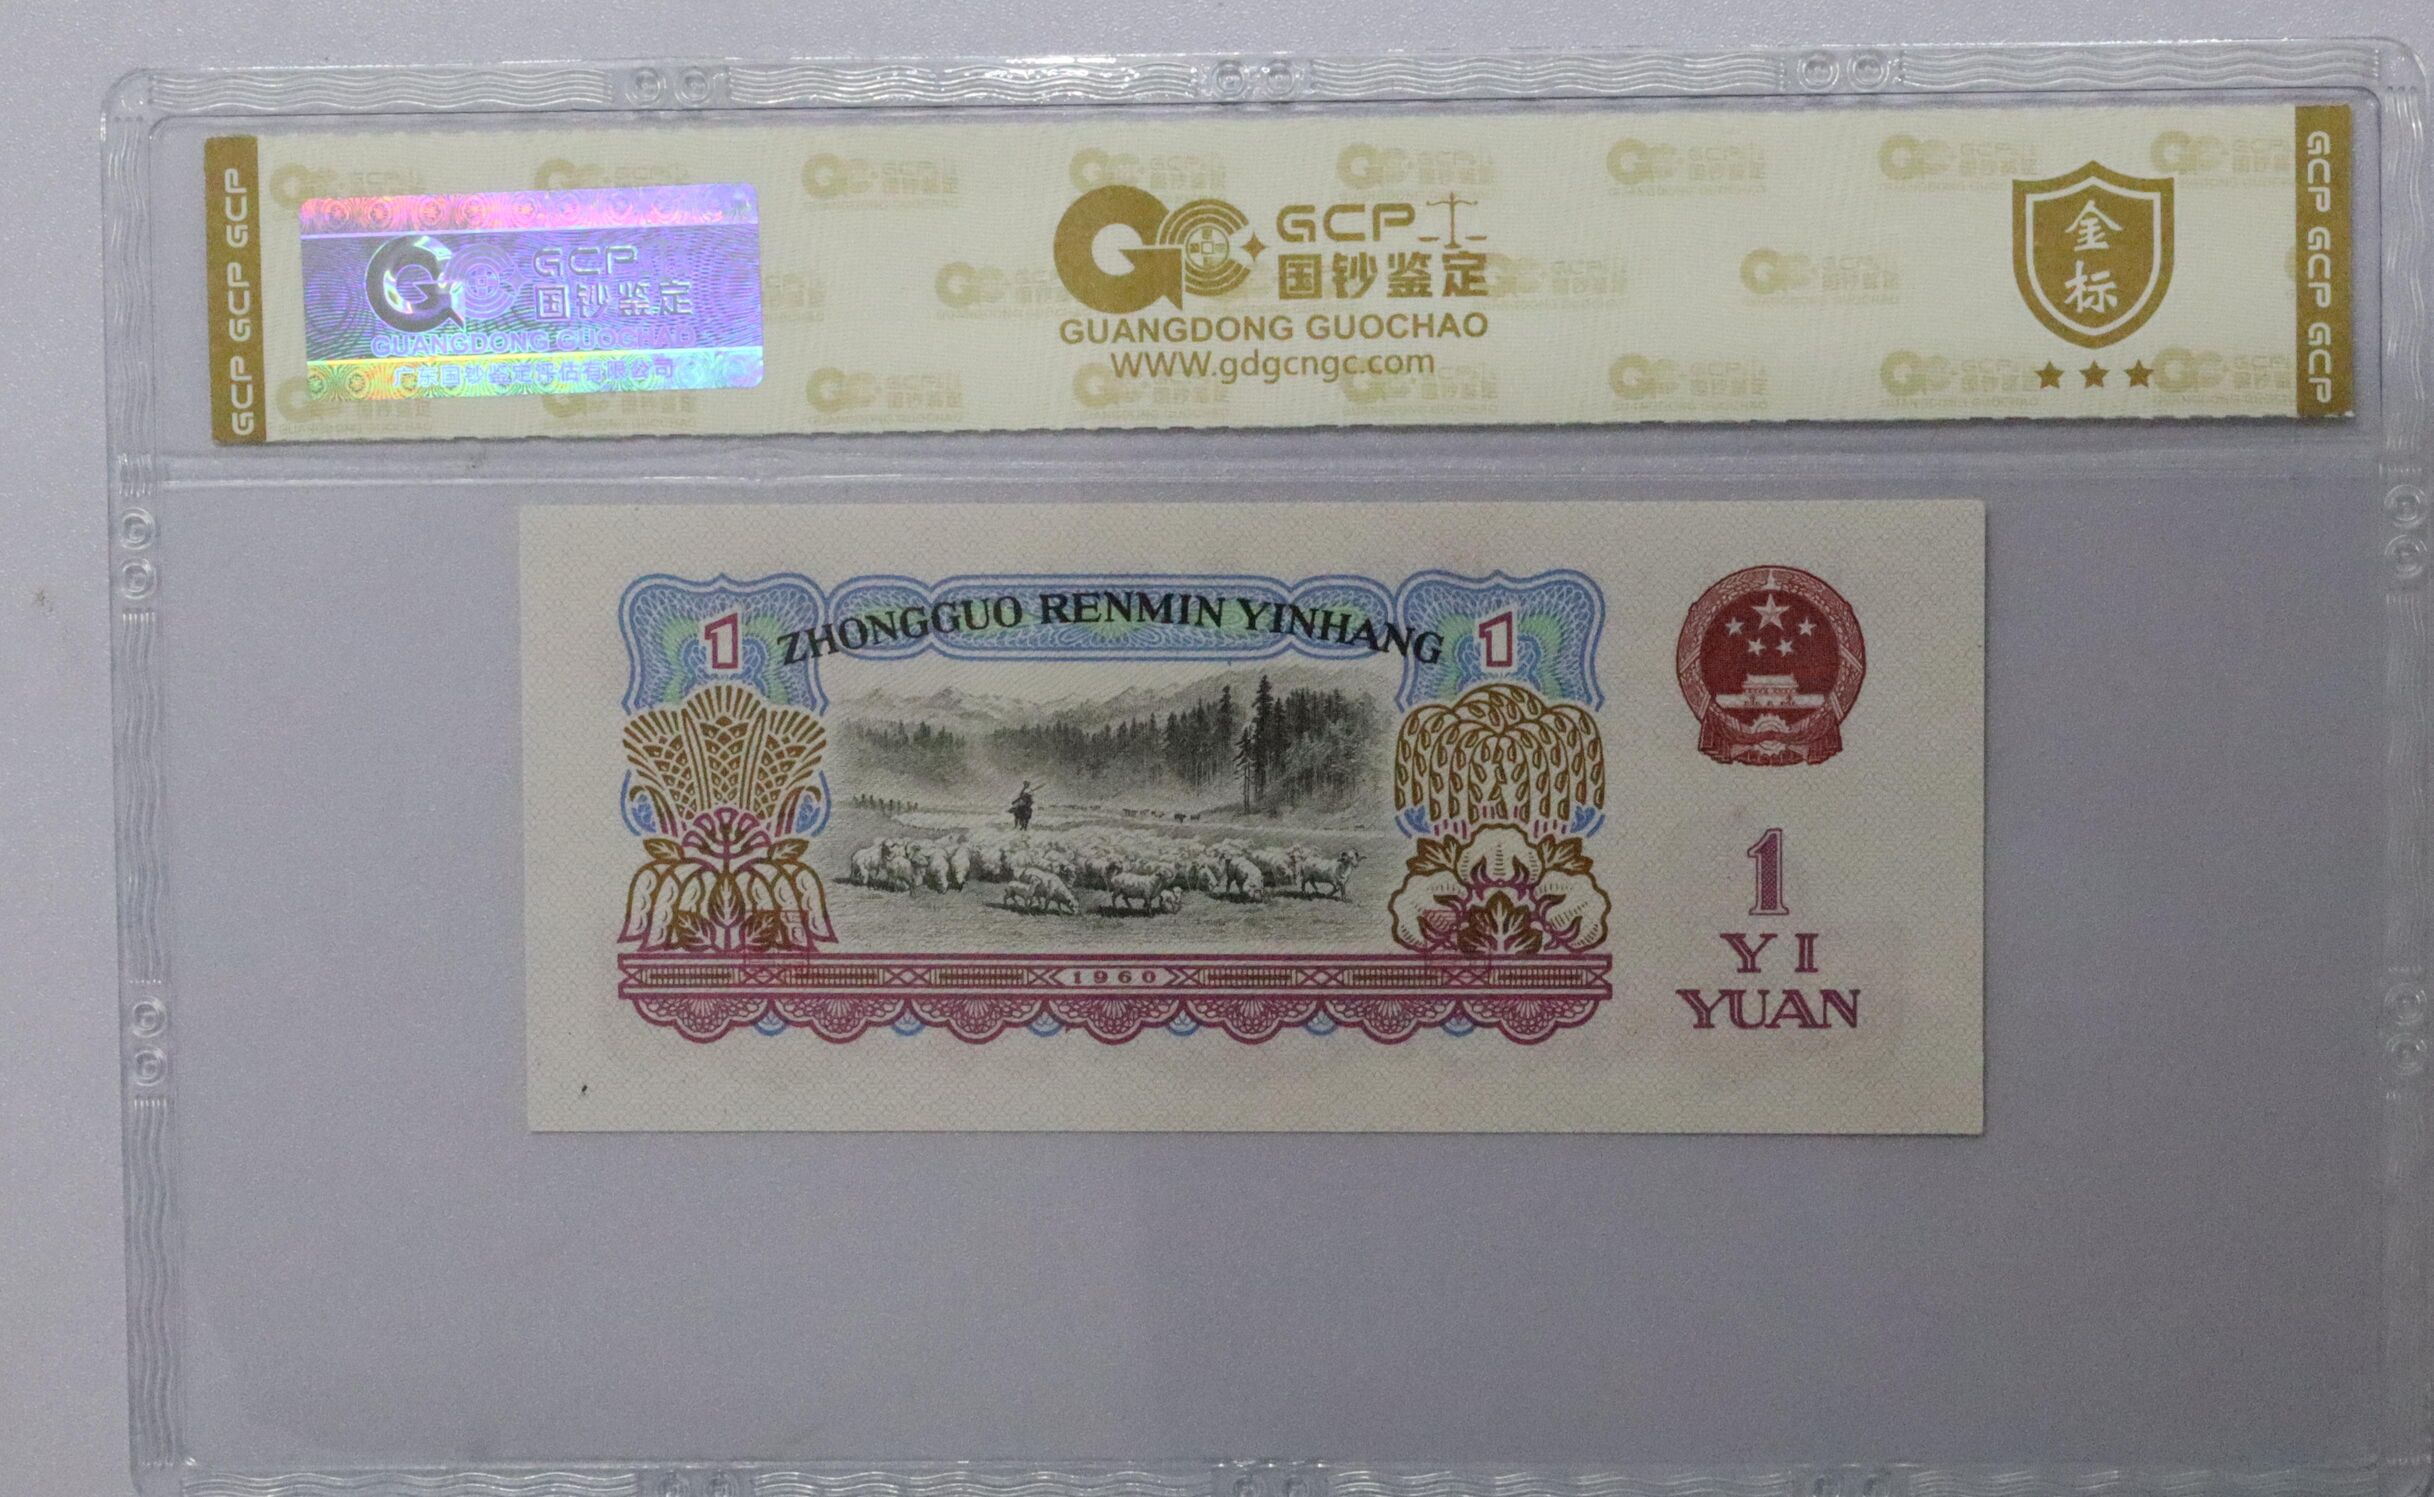 GCP GCP GCP
GCP
国钞鉴定
GUANGDONG GUOCHAO
广东国钞鉴定评估有限公司
GCP
国钞鉴定
GUANGDONG GUOCHAO
WWW.gdgcngc.com
金
标
GCP GCP GCP
1
ZHONGGUO RENMIN YINHANG
1
1960
1
YI
YUAN